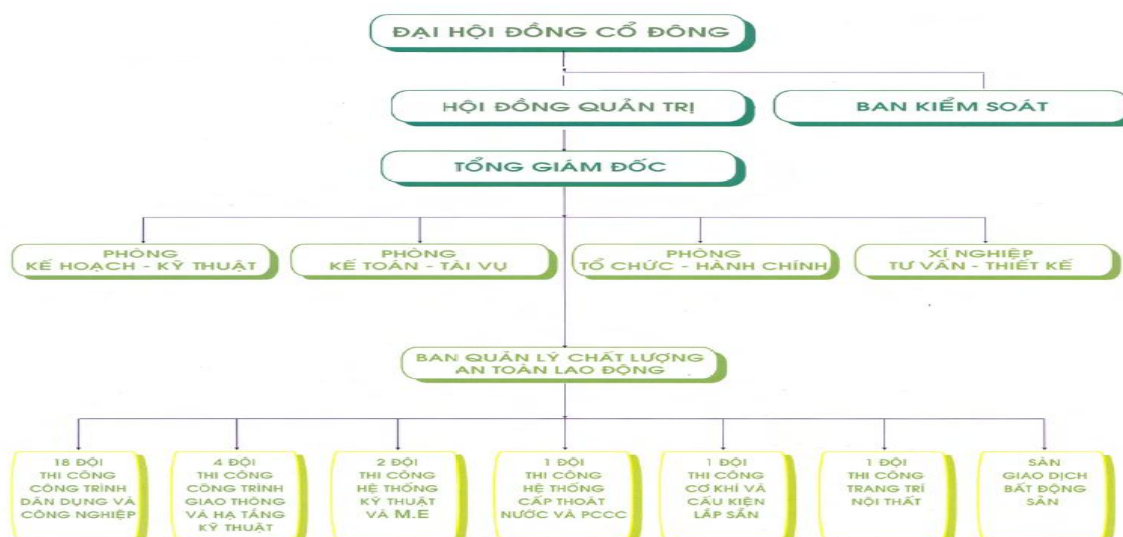 ĐẠI HỘI ĐỒNG CỔ ĐÔNG
HỘI ĐỒNG QUẢN TRỊ
BAN KIỂM SOÁT
TỔNG GIÁM ĐỐC
PHÒNG
KẾ HOẠCH - KỸ THUẬT
PHÒNG
KẾ TOÁN - TÀI VỤ
PHÒNG
TỔ CHỨC - HÀNH CHÍNH
XÍ NGHIỆP
TƯ VẤN - THIẾT KẾ
BAN QUẢN LÝ CHẤT LƯỢNG
AN TOÀN LAO ĐỘNG
18 ĐỘI
THI CÔNG
CÔNG TRÌNH
DÂN DỤNG VÀ
CÔNG NGHIỆP
4 ĐỘI
THI CÔNG
CÔNG TRÌNH
GIAO THÔNG
VÀ HẠ TẦNG
KỸ THUẬT
2 ĐỘI
THI CÔNG
HỆ THỐNG
KỸ THUẬT
VÀ M.E
1 ĐỘI
THI CÔNG
HỆ THỐNG
CẤP THOÁT
NƯỚC VÀ PCCC
1 ĐỘI
THI CÔNG
CƠ KHÍ VÀ
CẤU KIỆN
LẮP SẴN
1 ĐỘI
THI CÔNG
TRANG TRÍ
NỘI THẤT
SÀN
GIAO DỊCH
BẤT ĐỘNG
SẢN